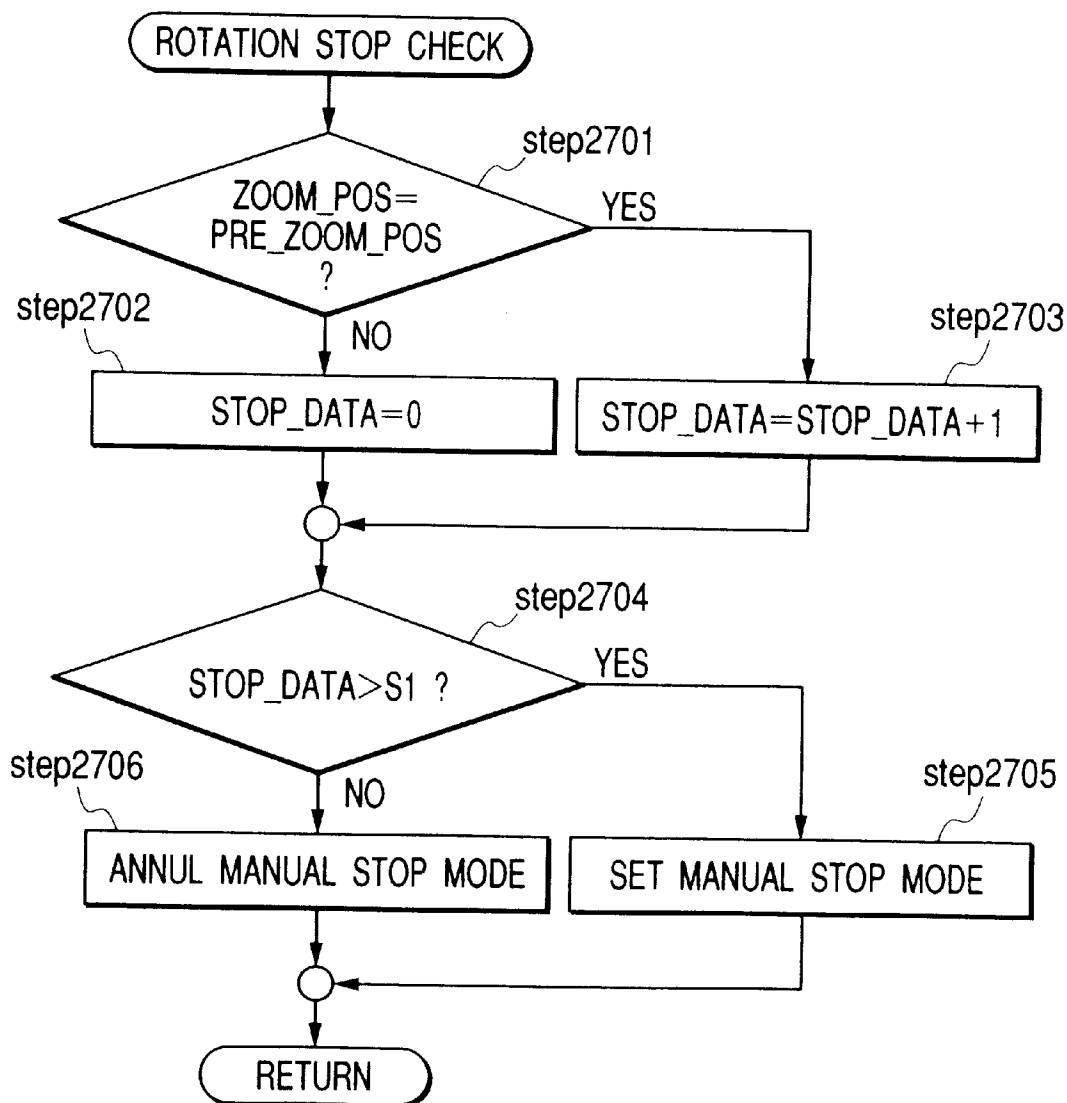 ROTATION STOP CHECK
step2701
ZOOM_POS=
PRE_ZOOM_POS
?
YES
NO
step2702
STOP_DATA=0
step2703
STOP_DATA=STOP_DATA+1
step2704
STOP_DATA>S1 ?
YES
NO
step2706
ANNUL MANUAL STOP MODE
step2705
SET MANUAL STOP MODE
RETURN